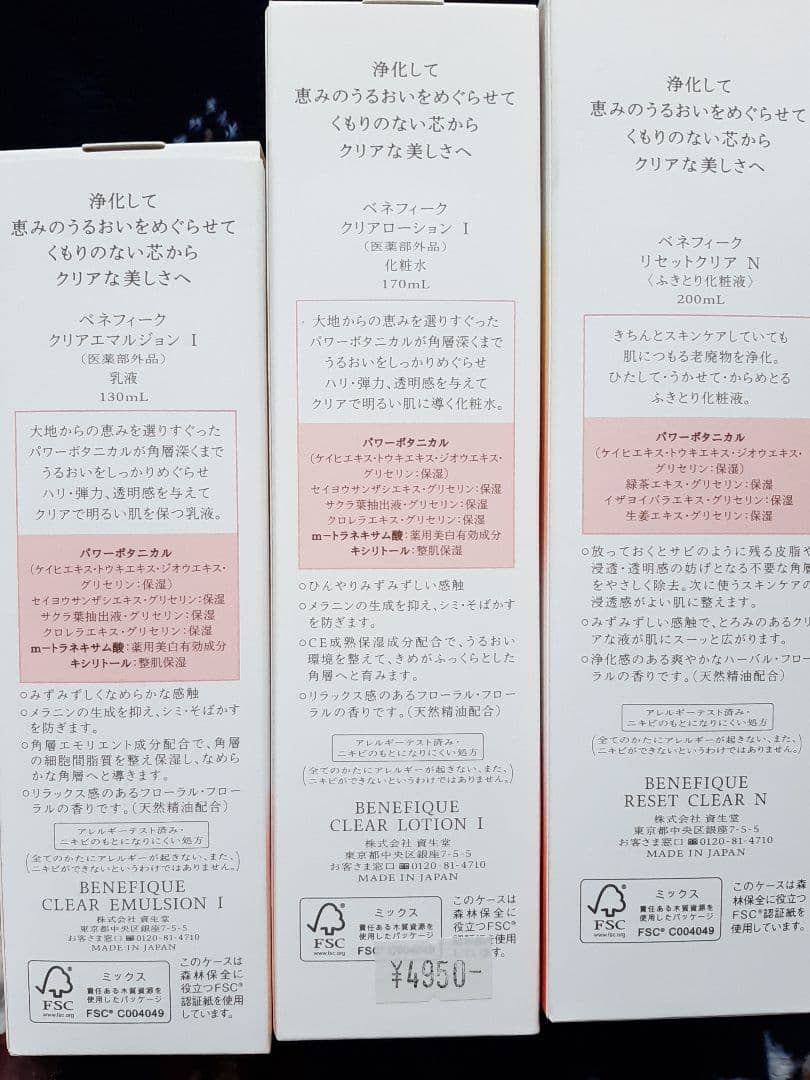 浄化して
恵みのうるおいをめぐらせて
くもりのない芯から
クリアな美しさへ
ベネフィーク
クリアエマルジョン Ⅰ
(医薬部外品)
乳液
130mL
大地からの恵みを選りすぐった
パワーボタニカルが角層深くまで
うるおいをしっかりめぐらせ
ハリ・弾力、透明感を与えて
クリアで明るい肌を保つ乳液。
パワーボタニカル
(ケイヒエキス・トウキエキス・ジオウエキス・
グリセリン:保湿)
セイヨウサンザシエキス・グリセリン:保湿
サクラ葉抽出液・グリセリン:保湿
クロレラエキス・グリセリン:保湿
m-トラネキサム酸:薬用美白有効成分
キシリトール:整肌保湿
○みずみずしくなめらかな感触
○メラニンの生成を抑え、シミ・そばかす
を防ぎます。
○角層エモリエント成分配合で、角層
の細胞間脂質を整え保湿し、なめら
かな角層へと導きます。
○リラックス感のあるフローラル・フロー
ラルの香りです。(天然精油配合)
アレルギーテスト済み・
ニキビのもとになりにくい処方
(全てのかたにアレルギーが起きない、また、
ニキビができないというわけではありません。)
BENEFIQUE
CLEAR EMULSION I
株式会社 資生堂
東京都中央区銀座7-5-5
お客さま窓口 0120-81-4710
MADE IN JAPAN
FSC
www.fsc.org
ミックス
責任ある木質資源を
使用したパッケージ
FSC® C004049
このケースは
森林保全に
役立つFSC®
認証紙を使用
しています。
浄化して
恵みのうるおいをめぐらせて
くもりのない芯から
クリアな美しさへ
ベネフィーク
クリアローション Ⅰ
(医薬部外品)
化粧水
170mL
大地からの恵みを選りすぐった
パワーボタニカルが角層深くまで
うるおいをしっかりめぐらせ
ハリ・弾力、透明感を与えて
クリアで明るい肌に導く化粧水。
パワーボタニカル
(ケイヒエキス・トウキエキス・ジオウエキス・
グリセリン:保湿)
セイヨウサンザシエキス・グリセリン:保湿
サクラ葉抽出液・グリセリン:保湿
クロレラエキス・グリセリン:保湿
m-トラネキサム酸:薬用美白有効成分
キシリトール:整肌保湿
○ひんやりみずみずしい感触
○メラニンの生成を抑え、シミ・そばかす
を防ぎます。
○CE成熟保湿成分配合で、うるおい
環境を整えて、きめがふっくらとした
角層へと育みます。
○リラックス感のあるフローラル・フロー
ラルの香りです。(天然精油配合)
アレルギーテスト済み・
ニキビのもとになりにくい処方
(全てのかたにアレルギーが起きない、また、
ニキビができないというわけではありません。)
BENEFIQUE
CLEAR LOTION I
株式会社 資生堂
東京都中央区銀座7-5-5
お客さま窓口 0120-81-4710
MADE IN JAPAN
FSC
www.fsc.org
ミックス
責任ある木質資源を
使用したパッケージ
FSC®
このケースは
森林保全に
役立つFSC®
使用
す。
¥4950-
浄化して
恵みのうるおいをめぐらせて
くもりのない芯から
クリアな美しさへ
ベネフィーク
リセットクリア N
〈ふきとり化粧液〉
200mL
きちんとスキンケアしていても
肌につもる老廃物を浄化。
ひたして・うかせて・からめとる
ふきとり化粧液。
パワーボタニカル
(ケイヒエキス・トウキエキス・ジオウエキス・
グリセリン:保湿)
緑茶エキス・グリセリン:保湿
イザヨイバラエキス・グリセリン:保湿
生姜エキス・グリセリン:保湿
○放っておくとサビのように残る皮脂や
浸透・透明感の妨げとなる不要な角層
をやさしく除去。次に使うスキンケアの
浸透感がよい肌に整えます。
○みずみずしい感触で、とろみのあるクリ
アな液が肌にスーッと広がります。
○浄化感のある爽やかなハーバル・フロー
ラルの香りです。(天然精油配合)
アレルギーテスト済み・
ニキビのもとになりにくい処方
(全てのかたにアレルギーが起きない、また、
ニキビができないというわけではありません。)
BENEFIQUE
RESET CLEAR N
株式会社 資生堂
東京都中央区銀座7-5-5
お客さま窓口 0120-81-4710
MADE IN JAPAN
FSC
www.fsc.org
ミックス
責任ある木質資源を
使用したパッケージ
FSC® C004049
このケースは森
林保全に役立つ
FSC®認証紙を使
用しています。